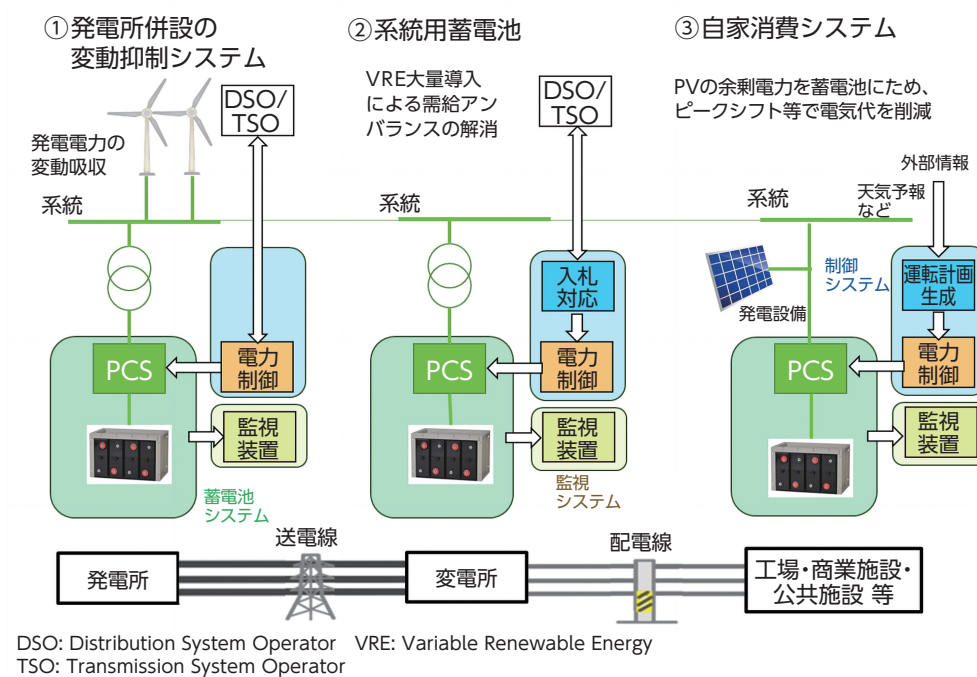 ①発電所併設の
変動抑制システム
発電電力の
変動吸収
DSO/
TSO
系統
PCS
電力
制御
監視
装置
蓄電池
システム
②系統用蓄電池
VRE大量導入
による需給アン
バランスの解消
DSO/
TSO
系統
入札
対応
PCS
電力
制御
監視
装置
監視
システム
③自家消費システム
PVの余剰電力を蓄電池にため、
ピークシフト等で電気代を削減
外部情報
系統
天気予報
など
制御
システム
運転計画
生成
発電設備
PCS
電力
制御
監視
装置
発電所
送電線
変電所
配電線
工場・商業施設・
公共施設 等
DSO: Distribution System Operator VRE: Variable Renewable Energy
TSO: Transmission System Operator